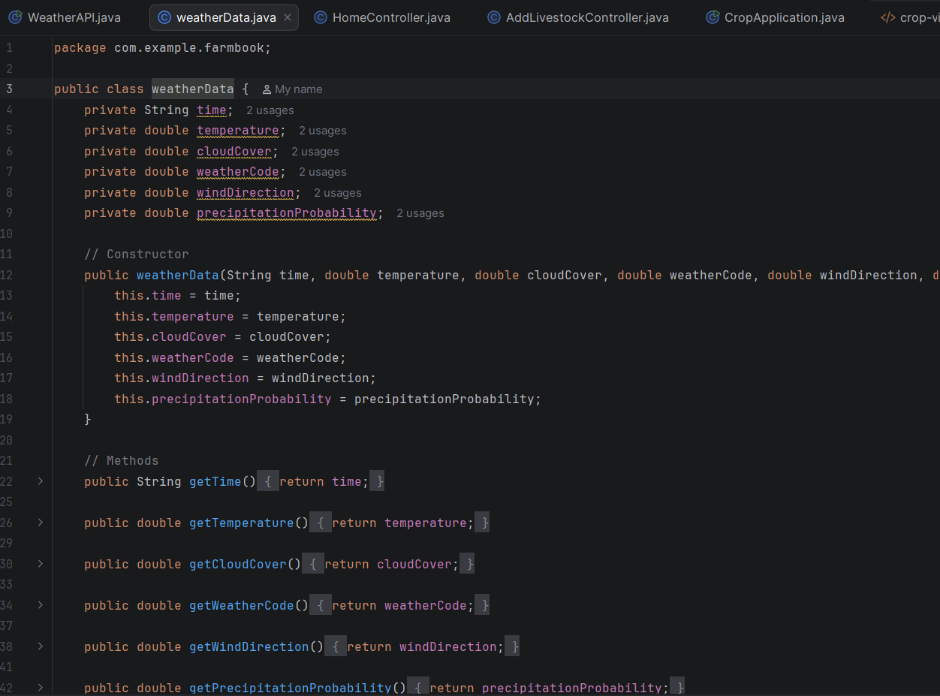 WeatherAPI.java weatherData.java HomeController.java AddLivestockController.java CropApplication.java crop-vi
1 package com.example.farmbook;
2
3 public class weatherData { My name
4 private String time; 2 usages
5 private double temperature; 2 usages
6 private double cloudCover; 2 usages
7 private double weatherCode; 2 usages
8 private double windDirection; 2 usages
9 private double precipitationProbability; 2 usages
10
11 // Constructor
12 public weatherData(String time, double temperature, double cloudCover, double weatherCode, double windDirection, d
13 this.time = time;
14 this.temperature = temperature;
15 this.cloudCover = cloudCover;
16 this.weatherCode = weatherCode;
17 this.windDirection = windDirection;
18 this.precipitationProbability = precipitationProbability;
19 }
20
21 // Methods
22 public String getTime() { return time; }
25
26 public double getTemperature() { return temperature; }
29
30 public double getCloudCover() { return cloudCover; }
33
34 public double getWeatherCode() { return weatherCode; }
37
38 public double getWindDirection() { return windDirection; }
41
42 public double getPrecipitationProbability() { return precipitationProbability; }